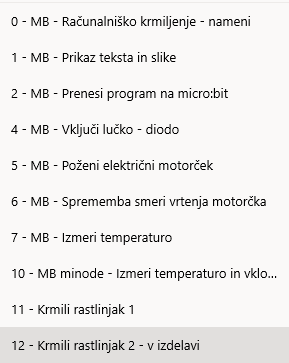 0 - MB - Računalniško krmiljenje - nameni
1 - MB - Prikaz teksta in slike
2 - MB - Prenesi program na micro:bit
4 - MB - Vključi lučko - diodo
5 - MB - Poženi električni motorček
6 - MB - Sprememba smeri vrtenja motorčka
7 - MB - Izmeri temperaturo
10 - MB minode - Izmeri temperaturo in vklo...
11 - Krmili rastlinjak 1
12 - Krmili rastlinjak 2 - v izdelavi